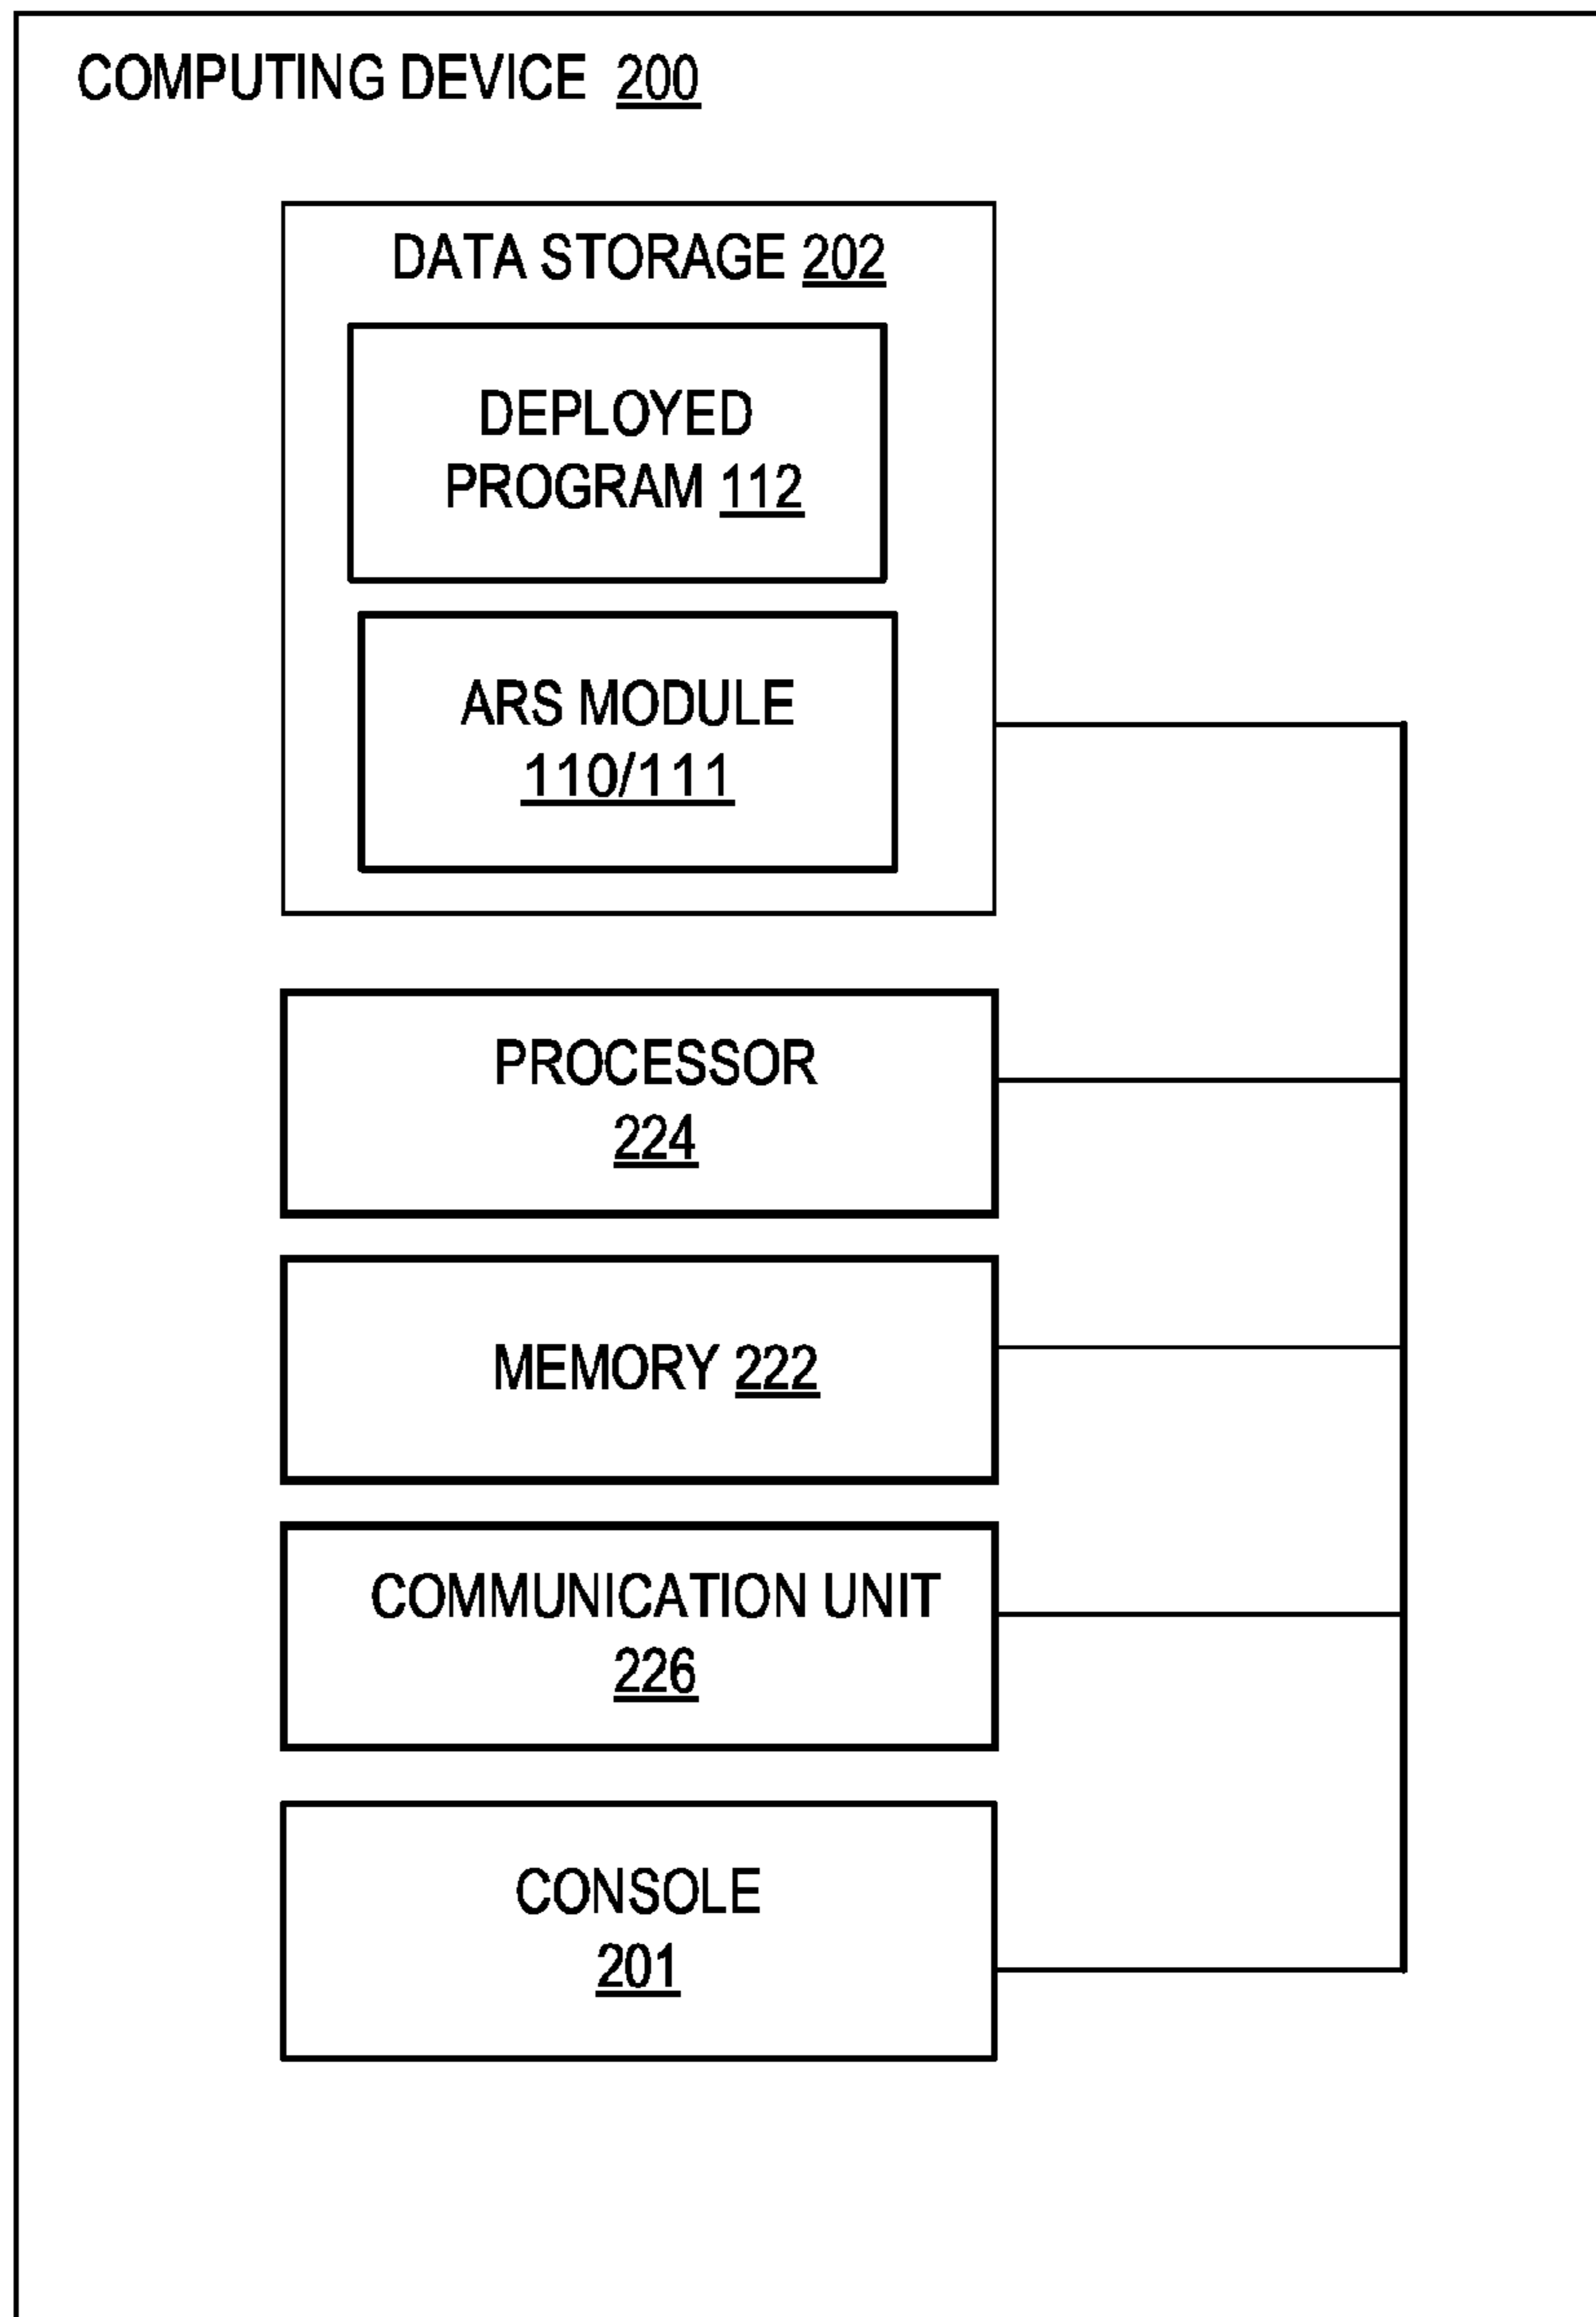 COMPUTING DEVICE 200
DATA STORAGE 202
DEPLOYED
PROGRAM 112
ARS MODULE
110/111
PROCESSOR
224
MEMORY 222
COMMUNICATION UNIT
226
CONSOLE
201